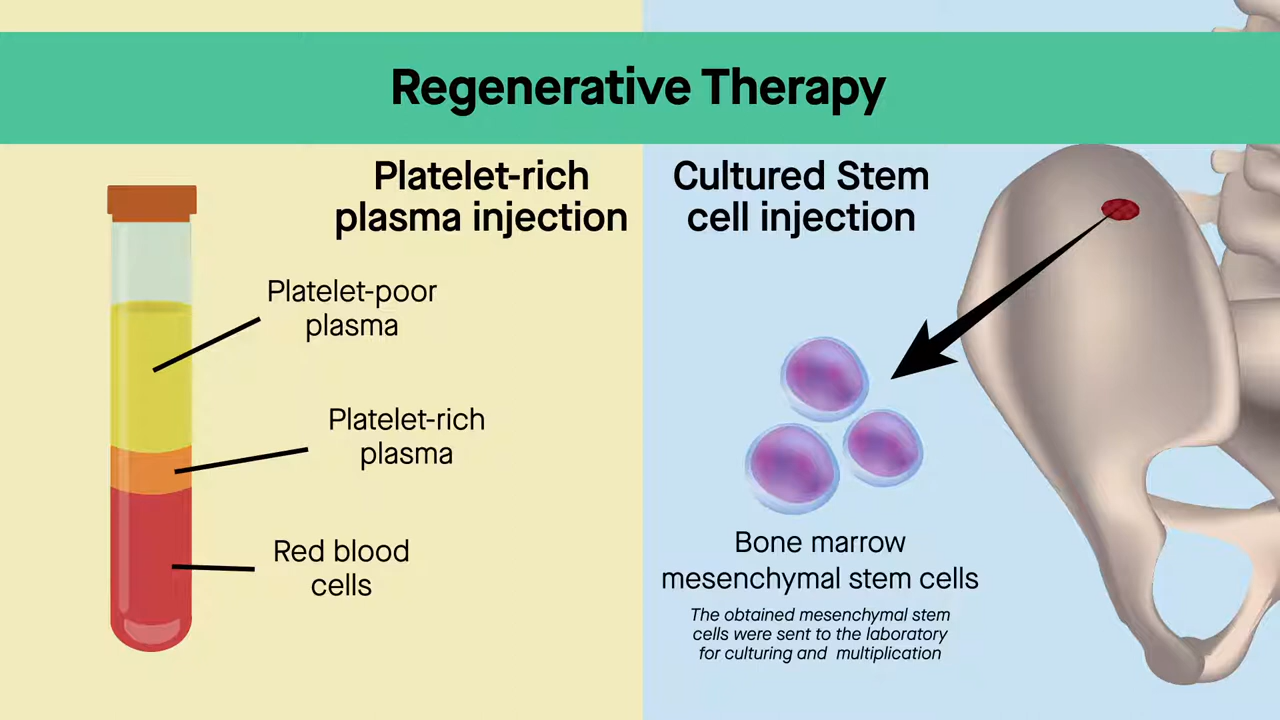 Regenerative Therapy
Platelet-rich
plasma injection
Platelet-poor
plasma
Platelet-rich
plasma
Red blood
cells
Cultured Stem
cell injection
Bone marrow
mesenchymal stem cells
The obtained mesenchymal stem
cells were sent to the laboratory
for culturing and multiplication